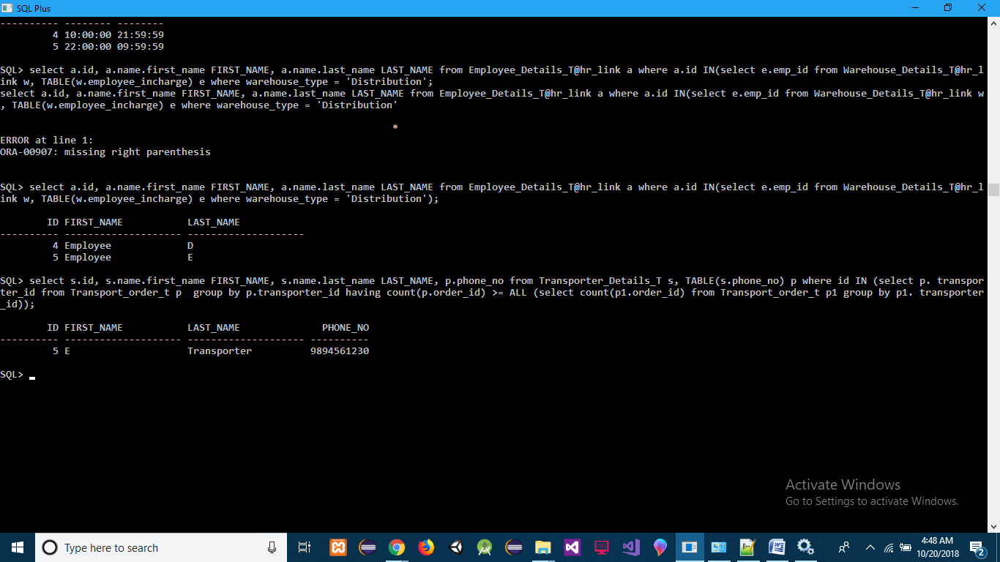 SQL Plus
---------- -------- --------
4 10:00:00 21:59:59
5 22:00:00 09:59:59
SQL> select a.id, a.name.first_name FIRST_NAME, a.name.last_name LAST_NAME from Employee_Details_T@hr_link a where a.id IN(select e.emp_id from Warehouse_Details_T@hr_l
ink w, TABLE(w.employee_incharge) e where warehouse_type = 'Distribution';
select a.id, a.name.first_name FIRST_NAME, a.name.last_name LAST_NAME from Employee_Details_T@hr_link a where a.id IN(select e.emp_id from Warehouse_Details_T@hr_link w
, TABLE(w.employee_incharge) e where warehouse_type = 'Distribution'
*
ERROR at line 1:
ORA-00907: missing right parenthesis
SQL> select a.id, a.name.first_name FIRST_NAME, a.name.last_name LAST_NAME from Employee_Details_T@hr_link a where a.id IN(select e.emp_id from Warehouse_Details_T@hr_l
ink w, TABLE(w.employee_incharge) e where warehouse_type = 'Distribution');
ID FIRST_NAME LAST_NAME
---------- -------------------- --------------------
4 Employee D
5 Employee E
SQL> select s.id, s.name.first_name FIRST_NAME, s.name.last_name LAST_NAME, p.phone_no from Transporter_Details_T s, TABLE(s.phone_no) p where id IN (select p. transpor
ter_id from Transport_order_t p  group by p.transporter_id having count(p.order_id) >= ALL (select count(p1.order_id) from Transport_order_t p1 group by p1. transporter
_id));
ID FIRST_NAME LAST_NAME PHONE_NO
---------- -------------------- -------------------- ----------
5 E Transporter 9894561230
SQL>
Activate Windows
Go to Settings to activate Windows.
Type here to search
4:48 AM
10/20/2018
2